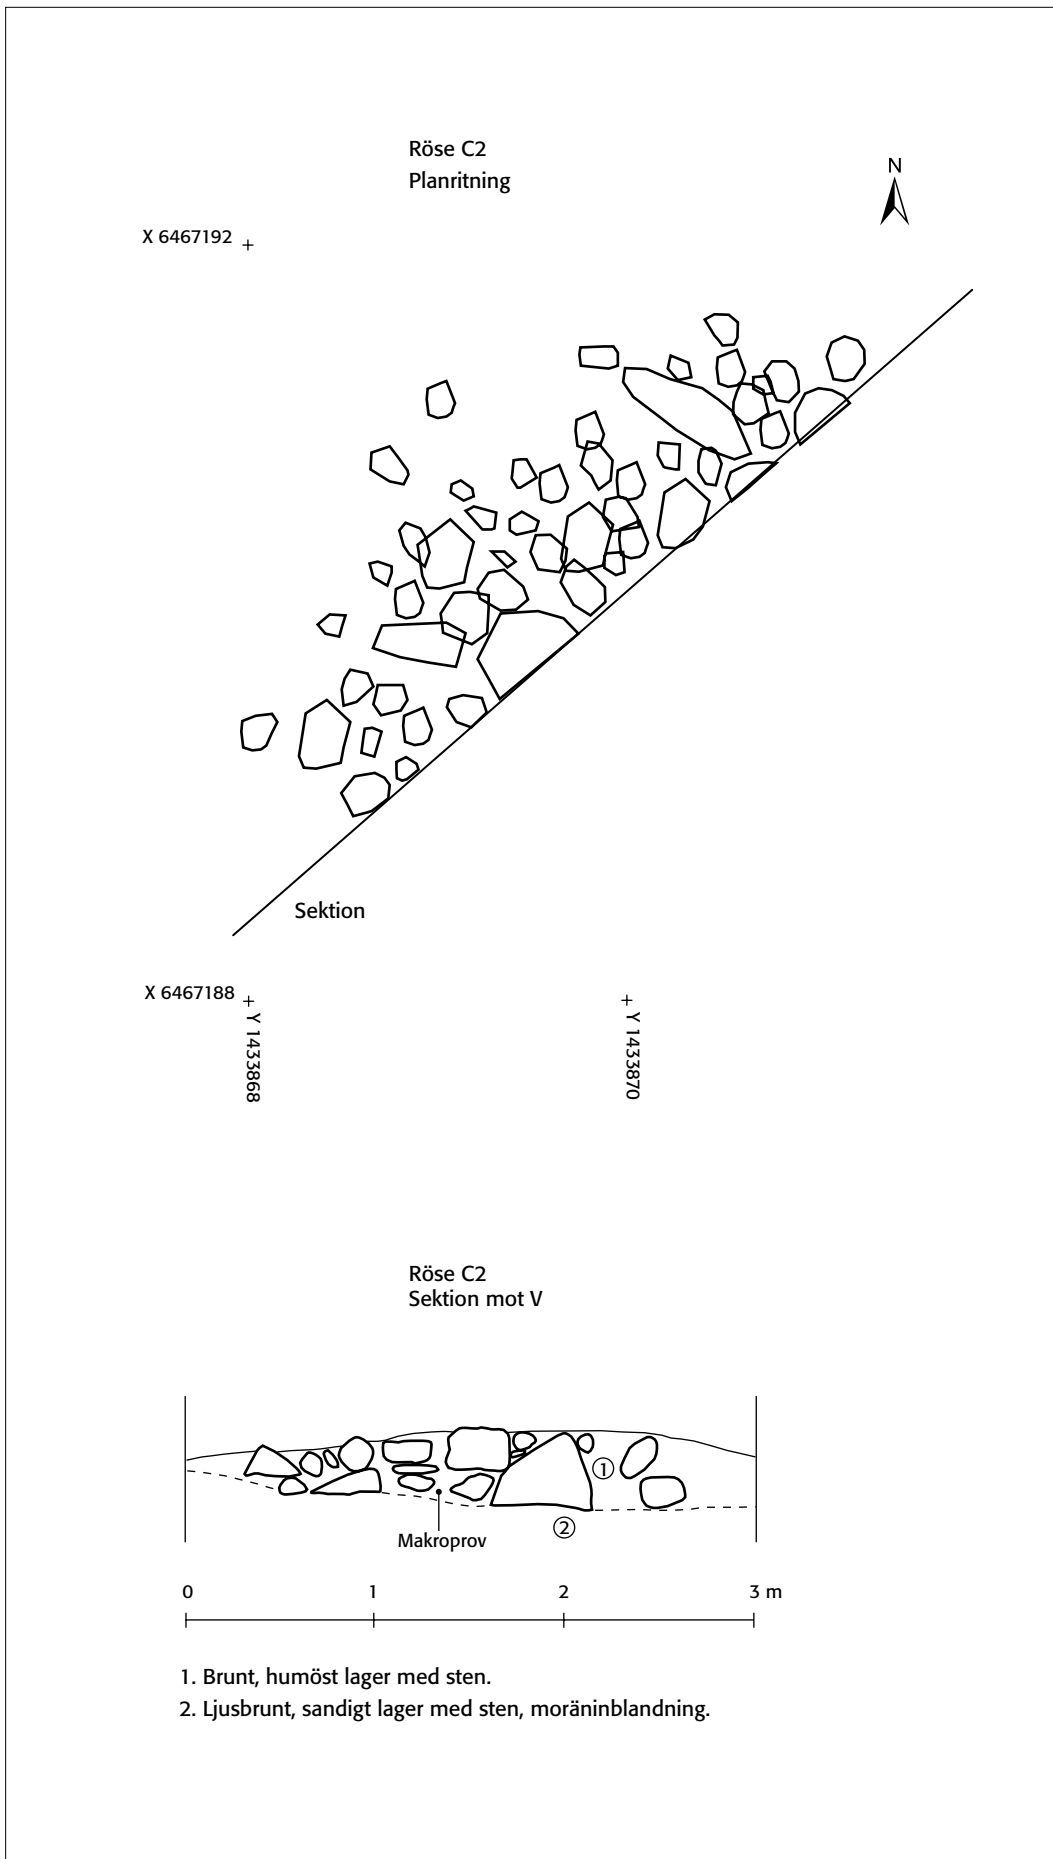 Röse C2
Planritning
N
X 6467192
Sektion
X 6467188
Y 1433868
Y 1433870
Röse C2
Sektion mot V
1
2
Makroprov
0 1 2 3 m
1. Brunt, humöst lager med sten.
2. Ljusbrunt, sandigt lager med sten, moräninblandning.